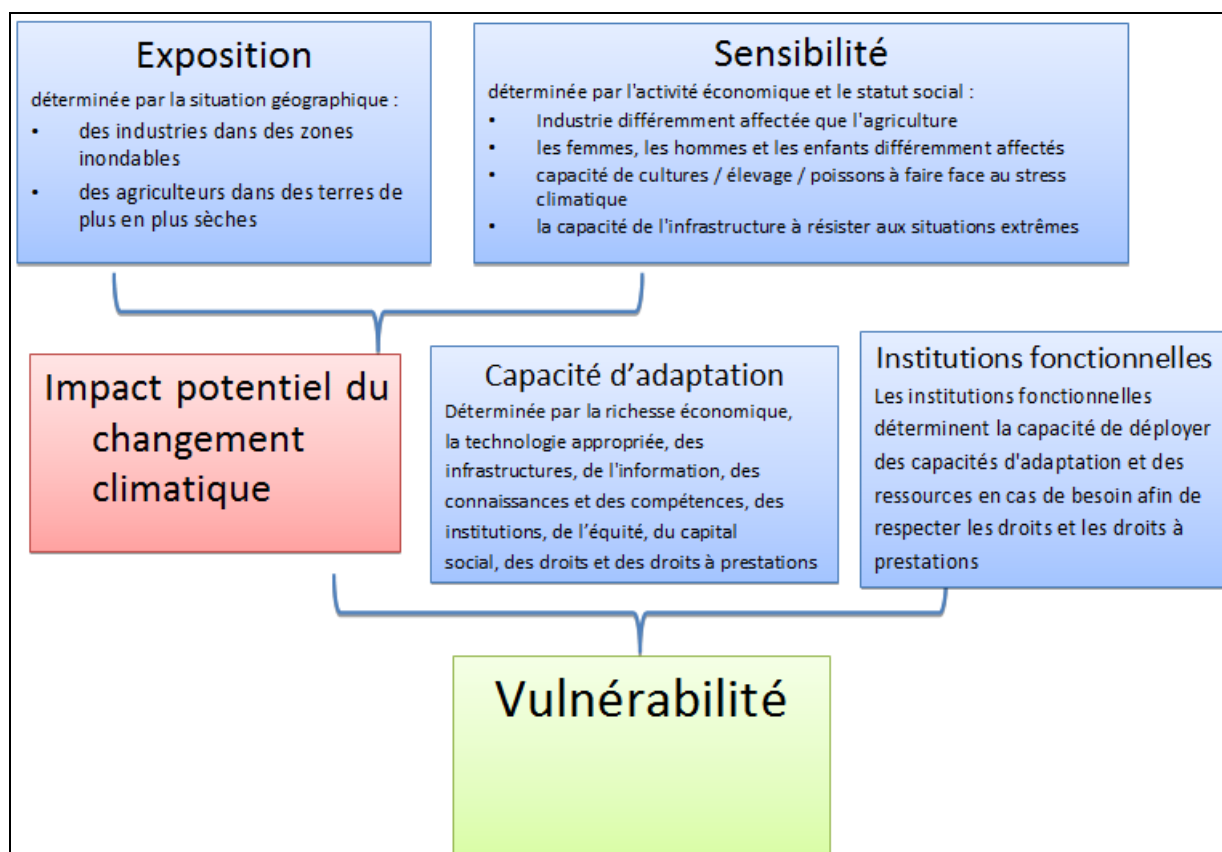 Exposition
déterminée par la situation géographique :
• des industries dans des zones
inondables
• des agriculteurs dans des terres de
plus en plus sèches
Sensibilité
déterminée par l'activité économique et le statut social :
• Industrie différemment affectée que l'agriculture
• les femmes, les hommes et les enfants différemment affectés
• capacité de cultures / élevage / poissons à faire face au stress
climatique
• la capacité de l'infrastructure à résister aux situations extrêmes
Impact potentiel du
changement
climatique
Capacité d’adaptation
Déterminée par la richesse économique,
la technologie appropriée, des
infrastructures, de l'information, des
connaissances et des compétences, des
institutions, de l’équité, du capital
social, des droits et des droits à prestations
Institutions fonctionnelles
Les institutions fonctionnelles
déterminent la capacité de déployer
des capacités d'adaptation et des
ressources en cas de besoin afin de
respecter les droits et les droits à
prestations
Vulnérabilité